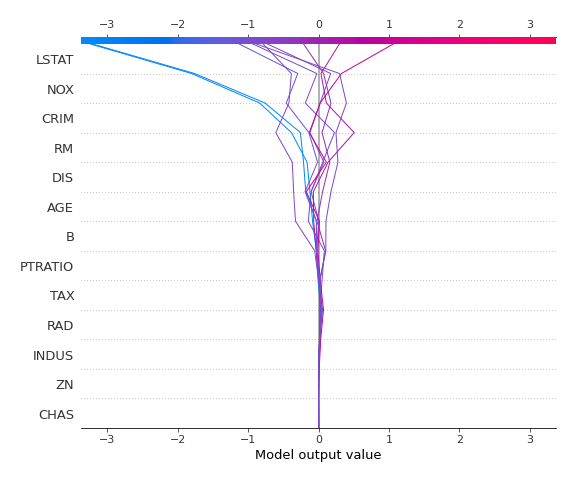 −3 −2 −1 0 1 2 3
LSTAT
NOX
CRIM
RM
DIS
AGE
B
PTRATIO
TAX
RAD
INDUS
ZN
CHAS
−3 −2 −1 0 1 2 3
Model output value